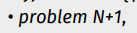 • problem N+1,